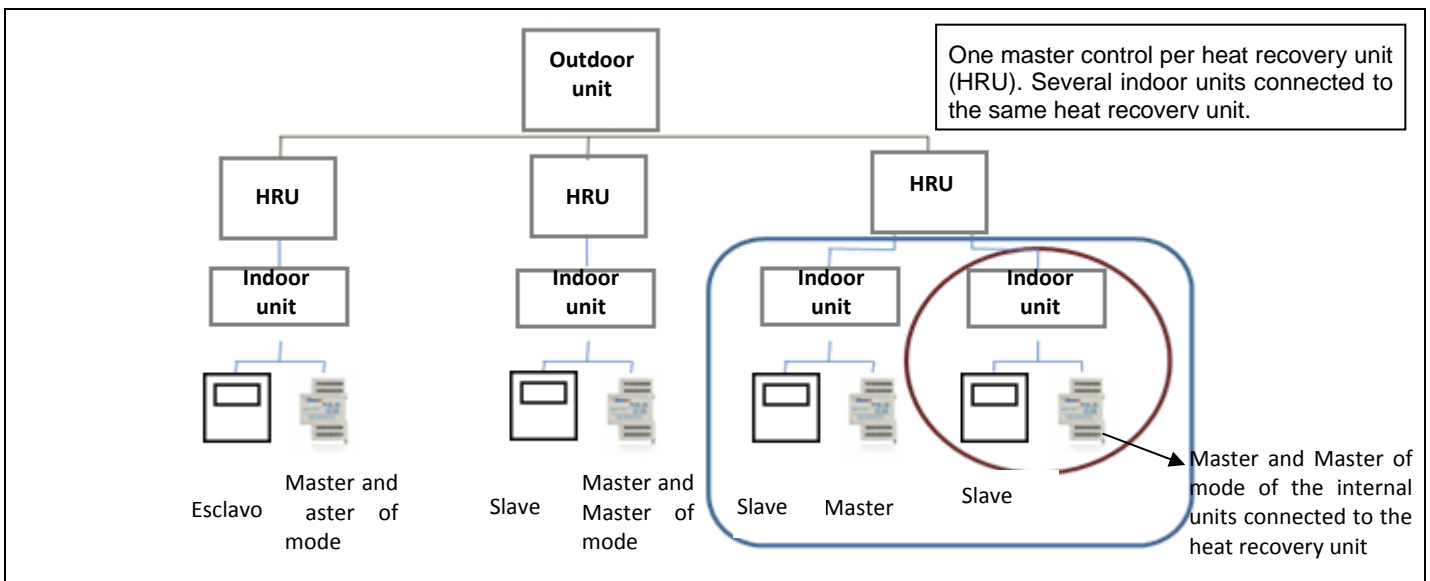 Outdoor
unit
One master control per heat recovery unit
(HRU). Several indoor units connected to
the same heat recovery unit.
HRU
HRU
HRU
Indoor
unit
Indoor
unit
Indoor
unit
Indoor
unit
Esclavo
Master and
aster of
mode
Slave
Master and
Master of
mode
Slave
Master
Slave
Master and Master of
mode of the internal
units connected to the
heat recovery unit